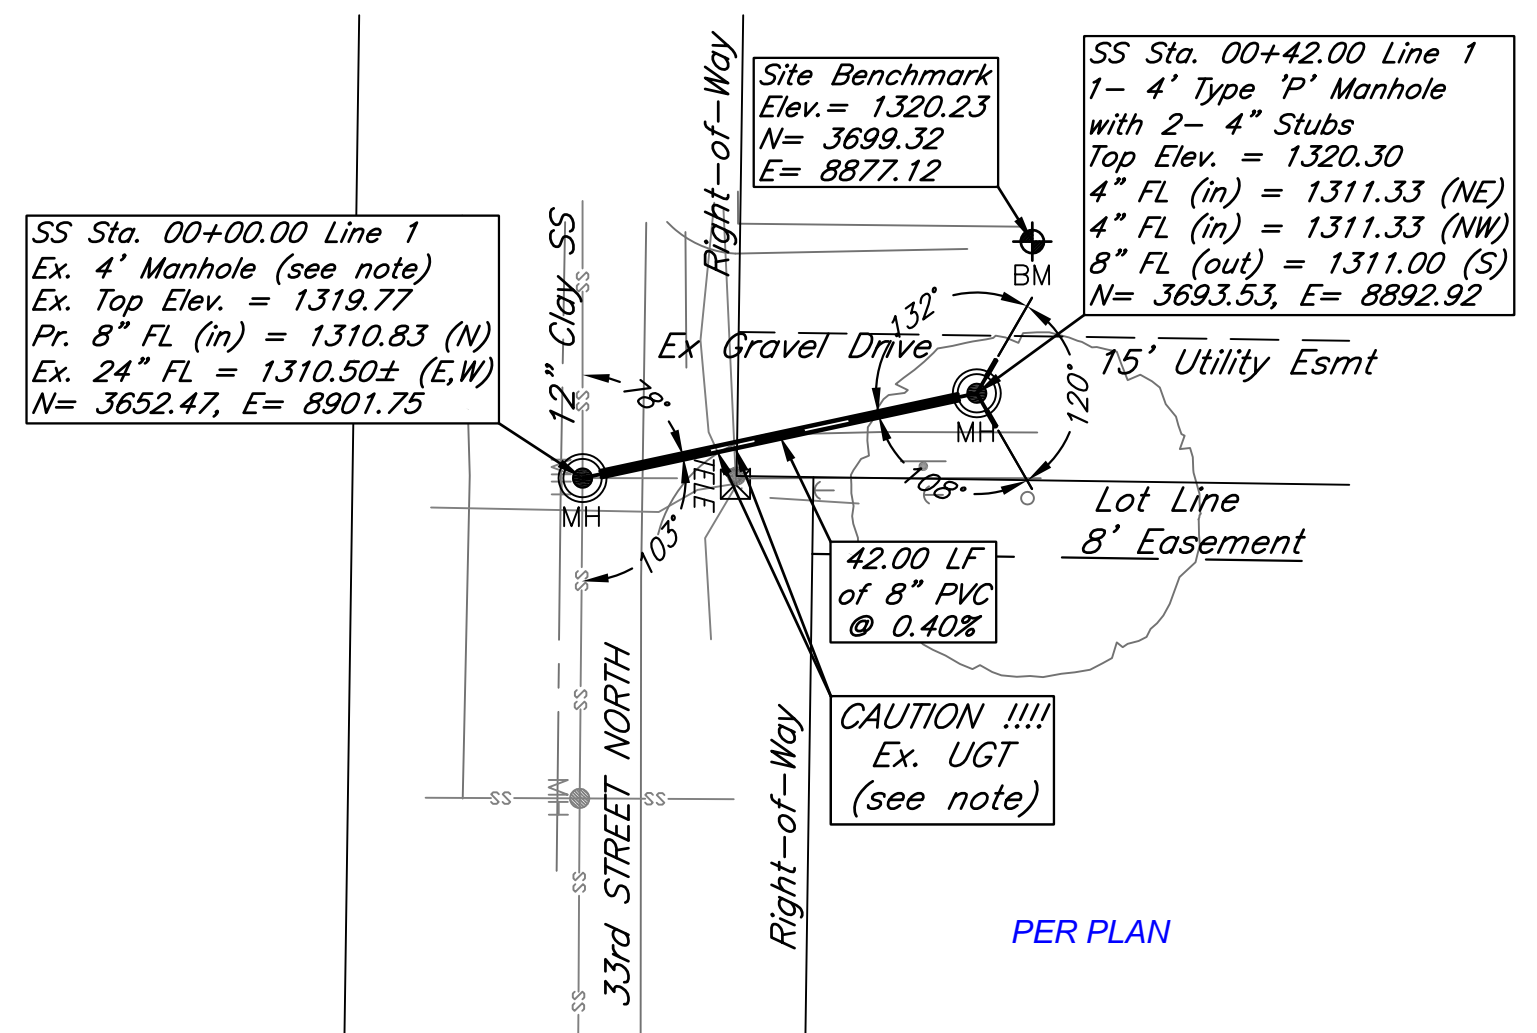 Right-of-Way
Site Benchmark
Elev.= 1320.23
N= 3699.32
E= 8877.12
SS Sta. 00+42.00 Line 1
1- 4' Type 'P' Manhole
with 2- 4" Stubs
Top Elev. = 1320.30
4" FL (in) = 1311.33 (NE)
4" FL (in) = 1311.33 (NW)
8" FL (out) = 1311.00 (S)
N= 3693.53, E= 8892.92
SS Sta. 00+00.00 Line 1
Ex. 4' Manhole (see note)
Ex. Top Elev. = 1319.77
Pr. 8" FL (in) = 1310.83 (N)
Ex. 24" FL = 1310.50± (E,W)
N= 3652.47, E= 8901.75
12" Clay SS
SS
BM
132°
Ex Gravel Drive
15' Utility Esmt
SS
78°
120°
MH
MH
TELE
108°
MH
103°
Lot Line
8' Easement
SS
42.00 LF
of 8" PVC
@ 0.40%
SS
CAUTION !!!!
Ex. UGT
(see note)
33rd STREET NORTH
Right-of-Way
SS
MH
SS
SS
PER PLAN
SS